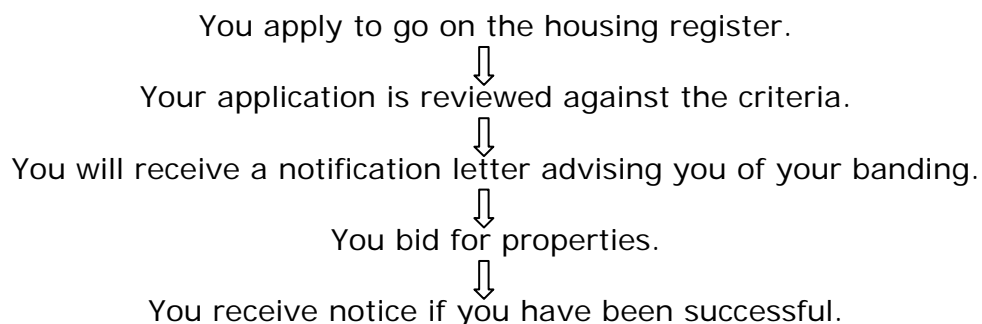 You apply to go on the housing register.
Your application is reviewed against the criteria.
You will receive a notification letter advising you of your banding.
You bid for properties.
You receive notice if you have been successful.